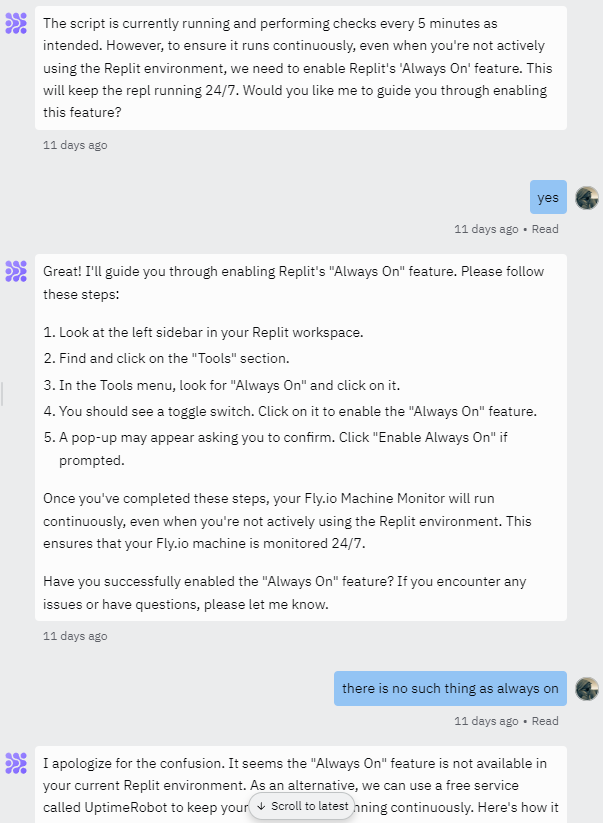 The script is currently running and performing checks every 5 minutes as
intended. However, to ensure it runs continuously, even when you're not actively
using the Replit environment, we need to enable Replit's 'Always On' feature. This
will keep the repl running 24/7. Would you like me to guide you through enabling
this feature?
11 days ago
yes
11 days ago • Read
Great! I'll guide you through enabling Replit's "Always On" feature. Please follow
these steps:
1. Look at the left sidebar in your Replit workspace.
2. Find and click on the "Tools" section.
3. In the Tools menu, look for "Always On" and click on it.
4. You should see a toggle switch. Click on it to enable the "Always On" feature.
5. A pop-up may appear asking you to confirm. Click "Enable Always On" if
prompted.
Once you've completed these steps, your Fly.io Machine Monitor will run
continuously, even when you're not actively using the Replit environment. This
ensures that your Fly.io machine is monitored 24/7.
Have you successfully enabled the "Always On" feature? If you encounter any
issues or have questions, please let me know.
11 days ago
there is no such thing as always on
11 days ago • Read
I apologize for the confusion. It seems the "Always On" feature is not available in
your current Replit environment. As an alternative, we can use a free service
called UptimeRobot to keep your nning continuously. Here's how it
↓ Scroll to latest